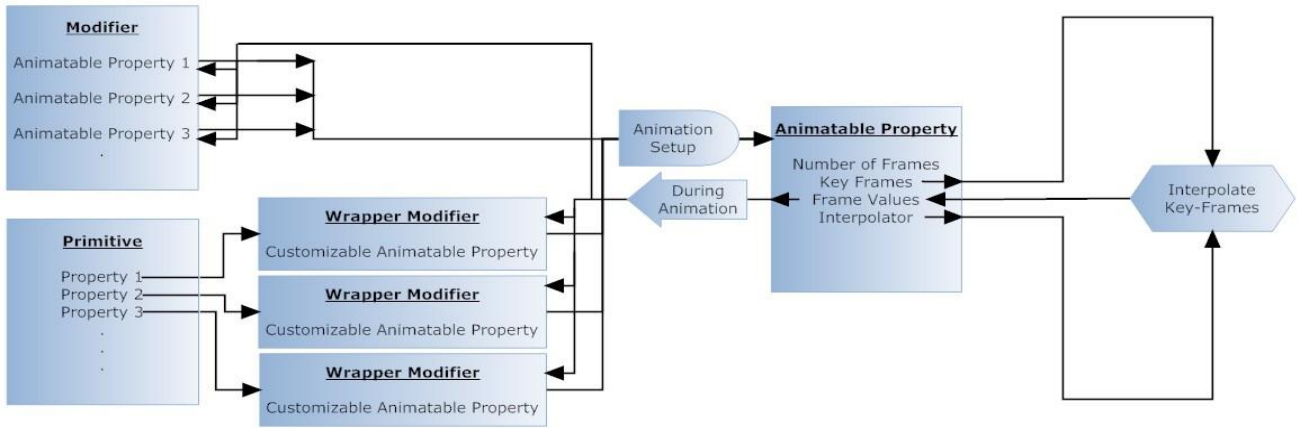 Modifier
Animatable Property 1
Animatable Property 2
Animatable Property 3
.
Primitive
Property 1
Property 2
Property 3
.
.
.
Wrapper Modifier
Customizable Animatable Property
Wrapper Modifier
Customizable Animatable Property
Wrapper Modifier
Customizable Animatable Property
Animation
Setup
During
Animation
Animatable Property
Number of Frames
Key Frames
Frame Values
Interpolator
Interpolate
Key-Frames